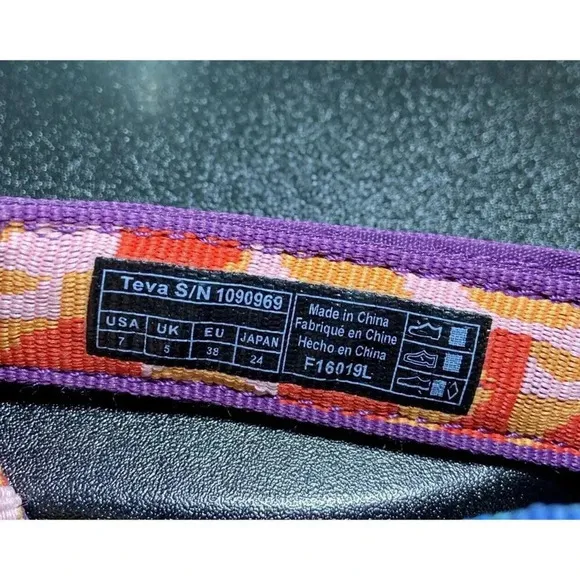 Teva S/N 1090969
USA UK EU JAPAN
7 5 38 24
Made in China
Fabriqué en Chine
Hécho en China
F16019L